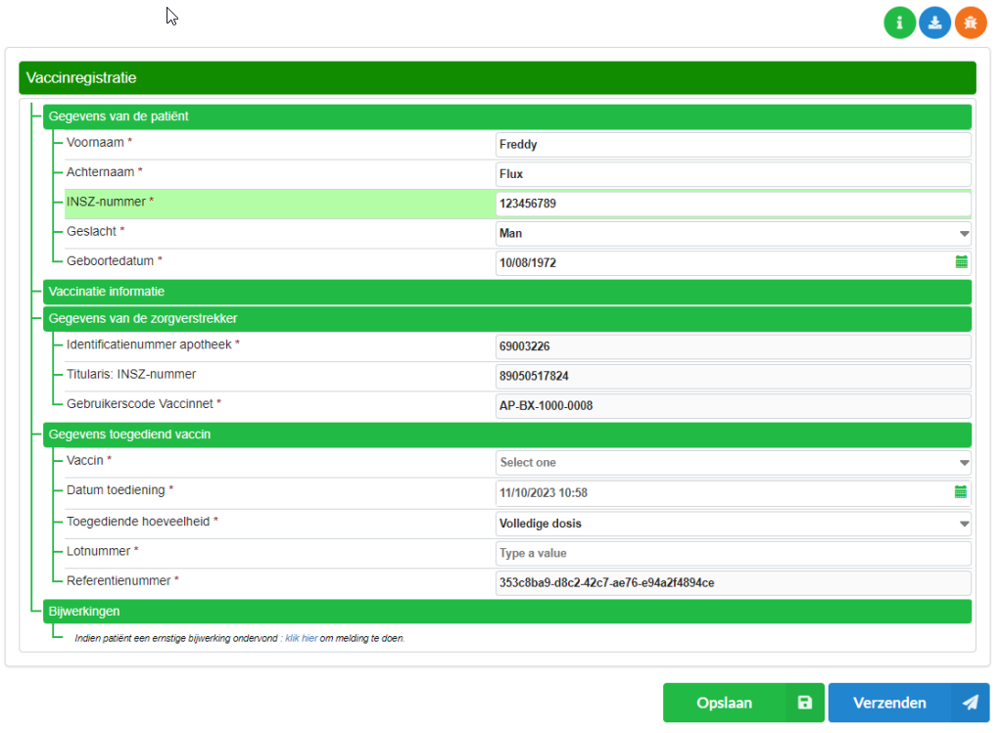 Vaccinregistratie
Gegevens van de patiënt
Voornaam * Freddy
Achternaam * Flux
INSZ-nummer * 123456789
Geslacht * Man
Geboortedatum * 10/08/1972
Vaccinatie informatie
Gegevens van de zorgverstrekker
Identificatienummer apotheek * 69003226
Titularis: INSZ-nummer 89050517824
Gebruikerscode Vaccinnet * AP-BX-1000-0008
Gegevens toegediend vaccin
Vaccin * Select one
Datum toediening * 11/10/2023 10:58
Toegediende hoeveelheid * Volledige dosis
Lotnummer * Type a value
Referentienummer * 353c8ba9-d8c2-42c7-ae76-e94a2f4894ce
Bijwerkingen
Indien patiënt een ernstige bijwerking ondervond : klik hier om melding te doen.
Opslaan Verzenden